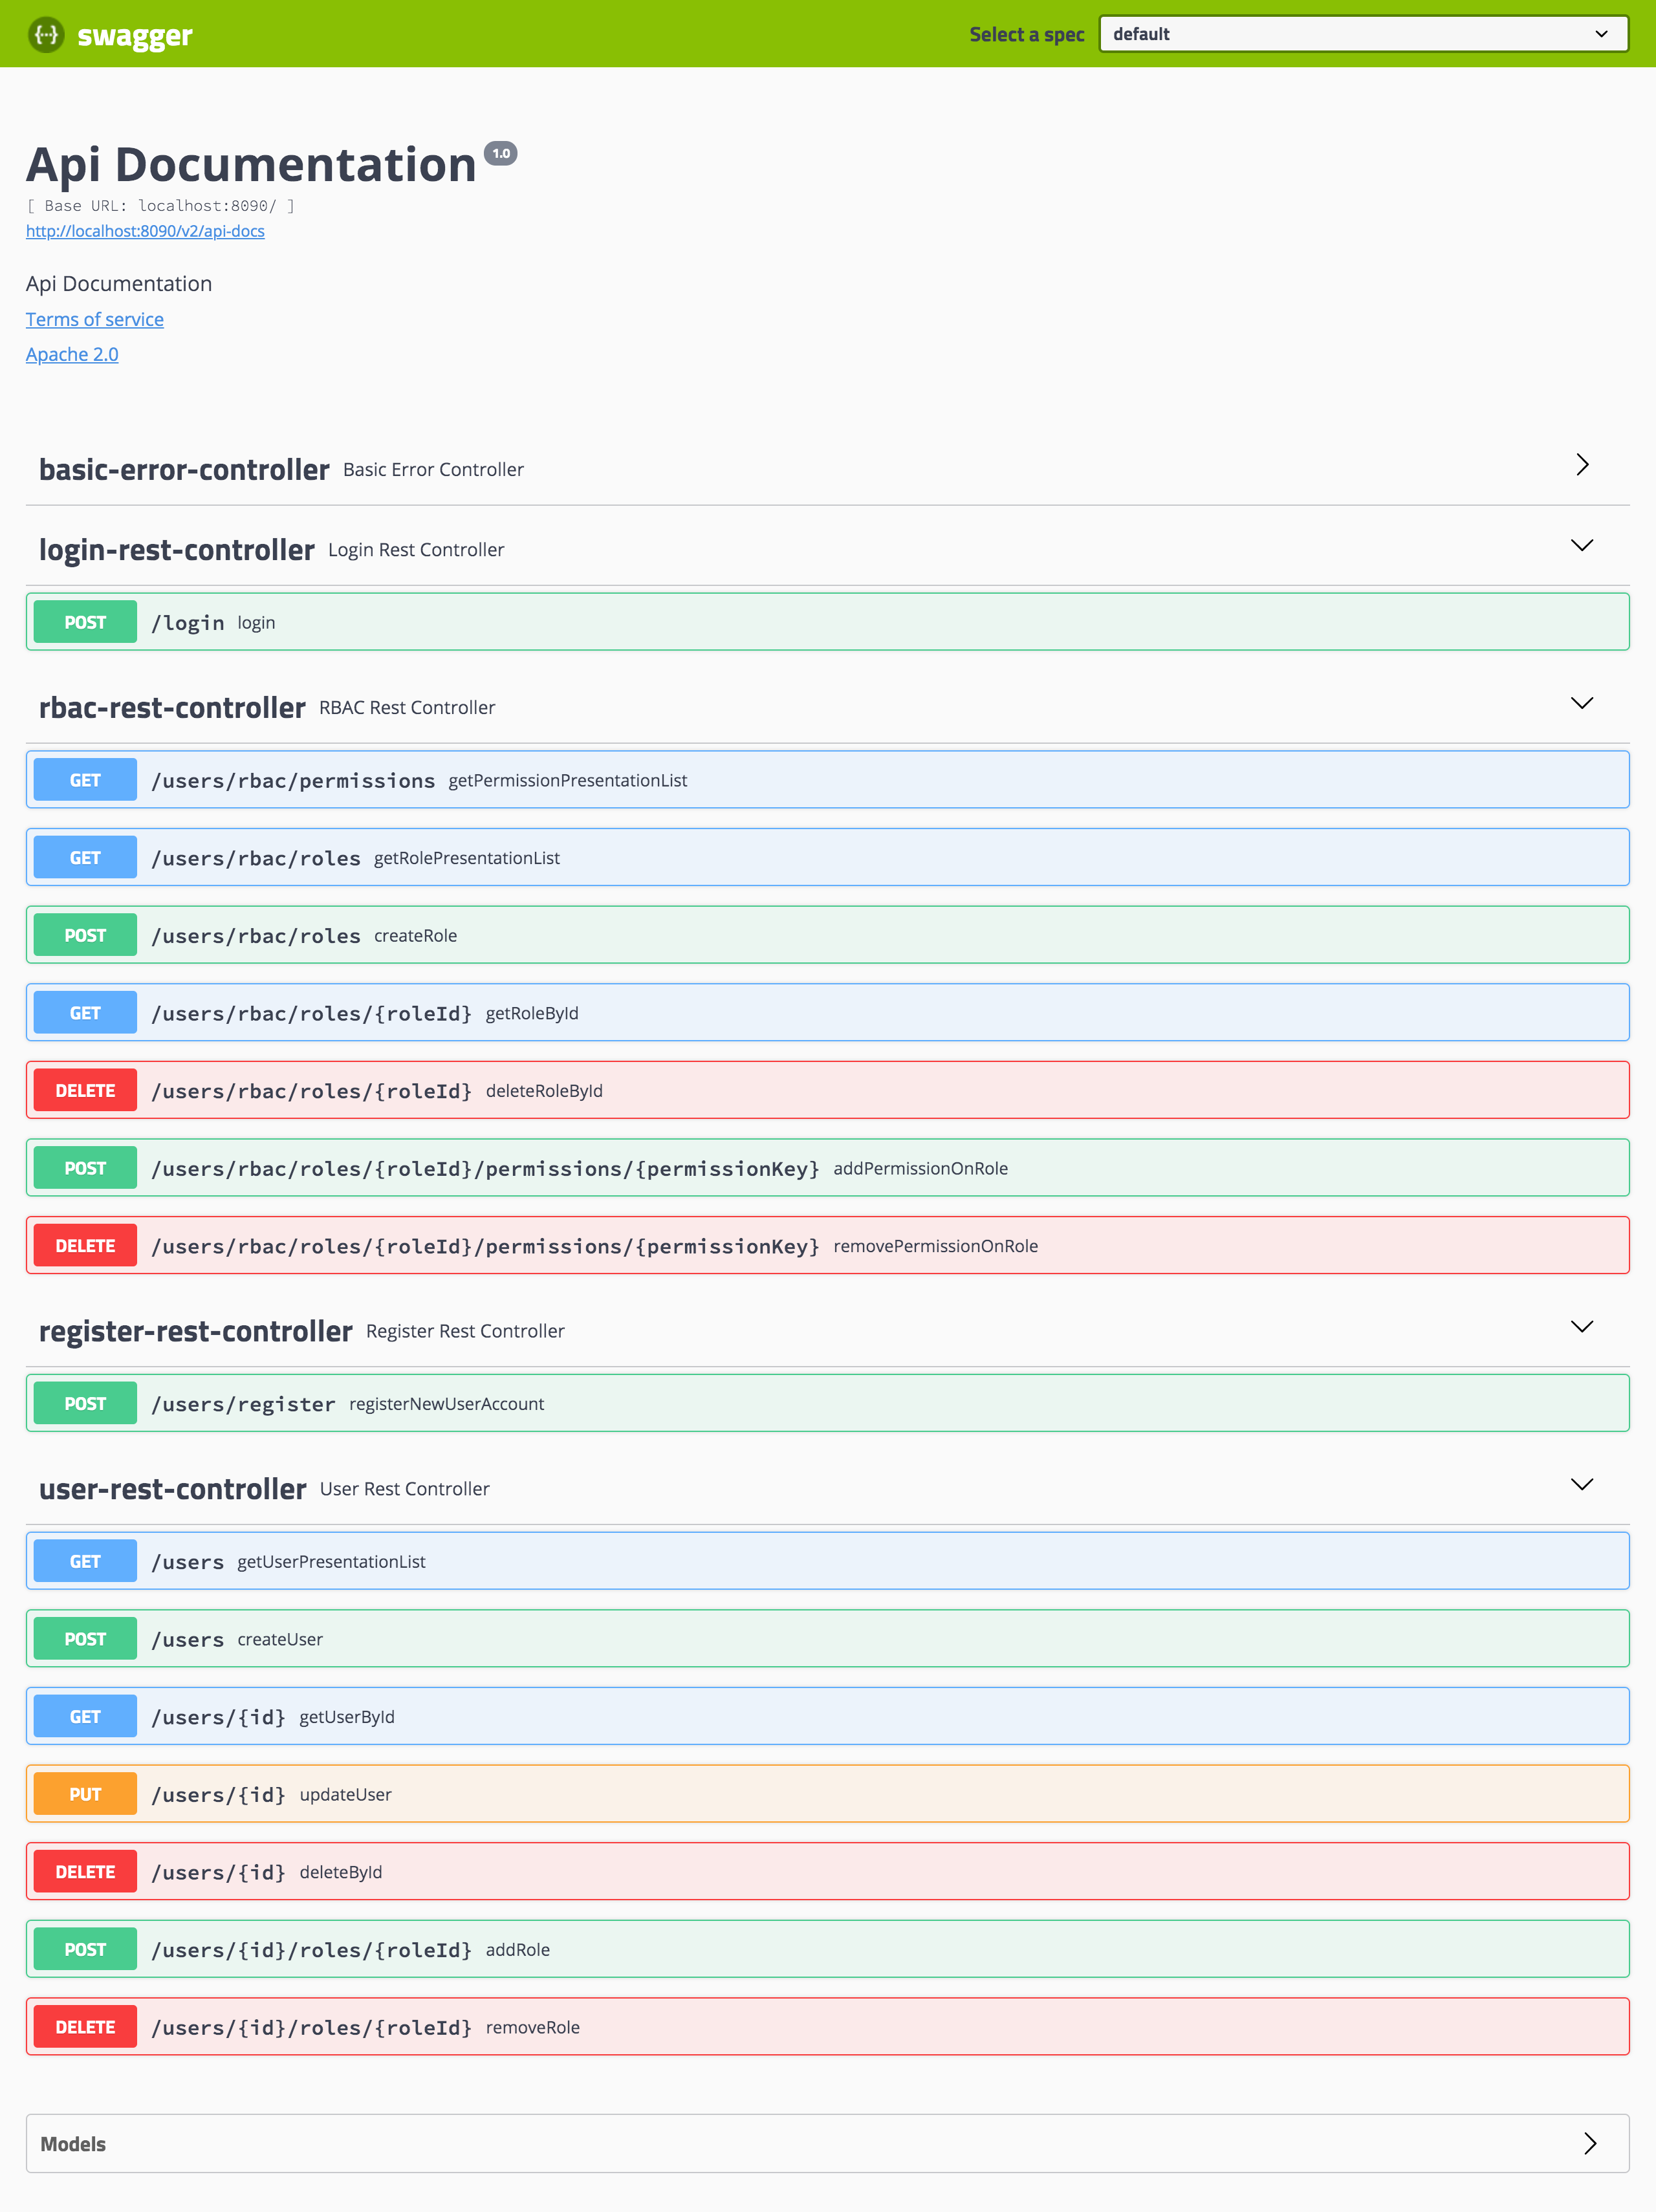 {...} swagger Select a spec default
Api Documentation 1.0
[ Base URL: localhost:8090/ ]
http://localhost:8090/v2/api-docs
Api Documentation
Terms of service
Apache 2.0
basic-error-controller Basic Error Controller
login-rest-controller Login Rest Controller
POST /login login
rbac-rest-controller RBAC Rest Controller
GET /users/rbac/permissions getPermissionPresentationList
GET /users/rbac/roles getRolePresentationList
POST /users/rbac/roles createRole
GET /users/rbac/roles/{roleId} getRoleById
DELETE /users/rbac/roles/{roleId} deleteRoleById
POST /users/rbac/roles/{roleId}/permissions/{permissionKey} addPermissionOnRole
DELETE /users/rbac/roles/{roleId}/permissions/{permissionKey} removePermissionOnRole
register-rest-controller Register Rest Controller
POST /users/register registerNewUserAccount
user-rest-controller User Rest Controller
GET /users getUserPresentationList
POST /users createUser
GET /users/{id} getUserById
PUT /users/{id} updateUser
DELETE /users/{id} deleteById
POST /users/{id}/roles/{roleId} addRole
DELETE /users/{id}/roles/{roleId} removeRole
Models